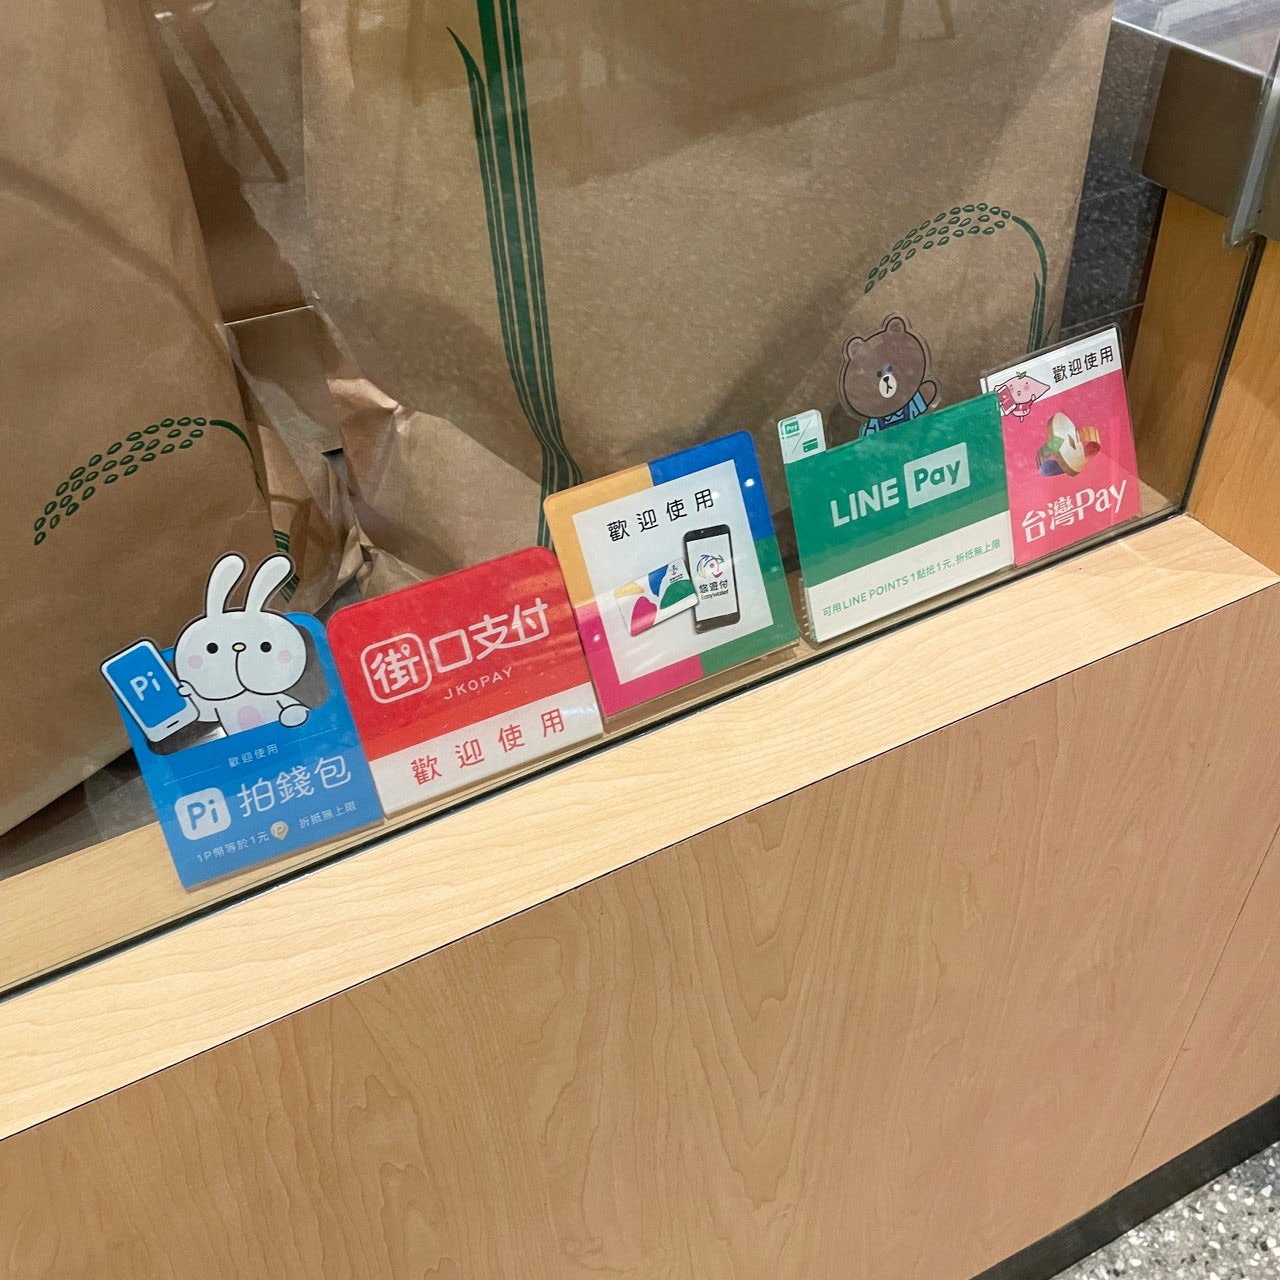 Pi
歡迎使用
Pi 拍錢包
1P幣等於1元 P 折抵無上限
街口支付
JKOPAY
歡迎使用
歡迎使用
悠遊付
EasyWallet
Pay
LINE Pay
可用LINE POINTS 1點抵1元,折抵無上限
歡迎使用
台灣Pay